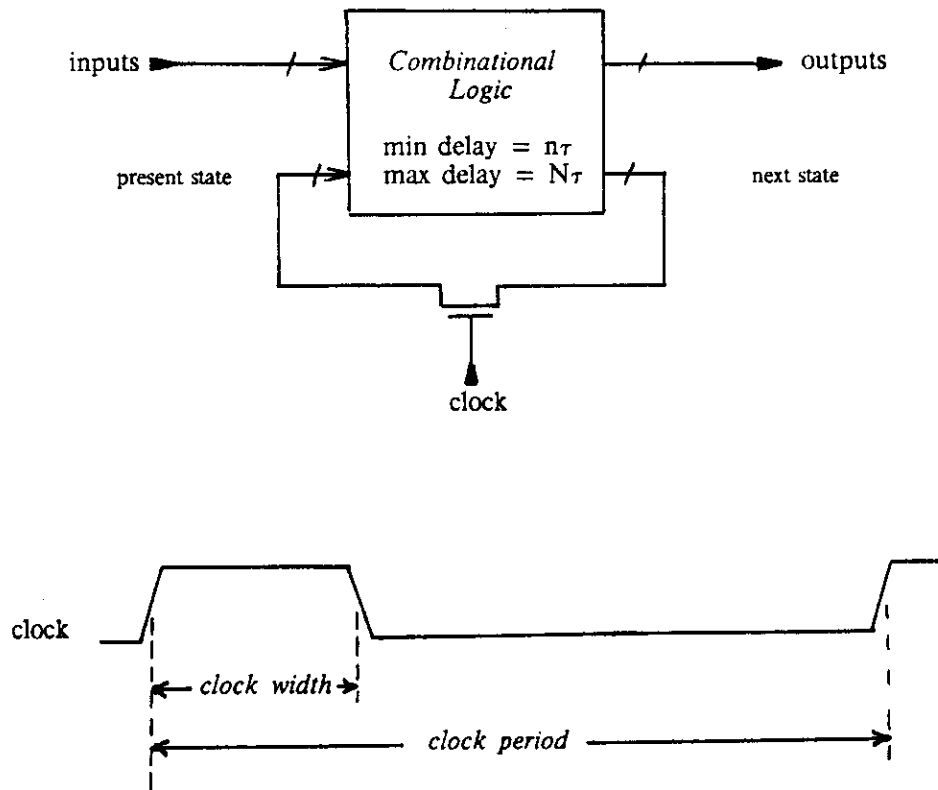 inputs
Combinational
Logic
outputs
min delay = nτ
max delay = Nτ
present state
next state
clock
clock
clock width
clock period